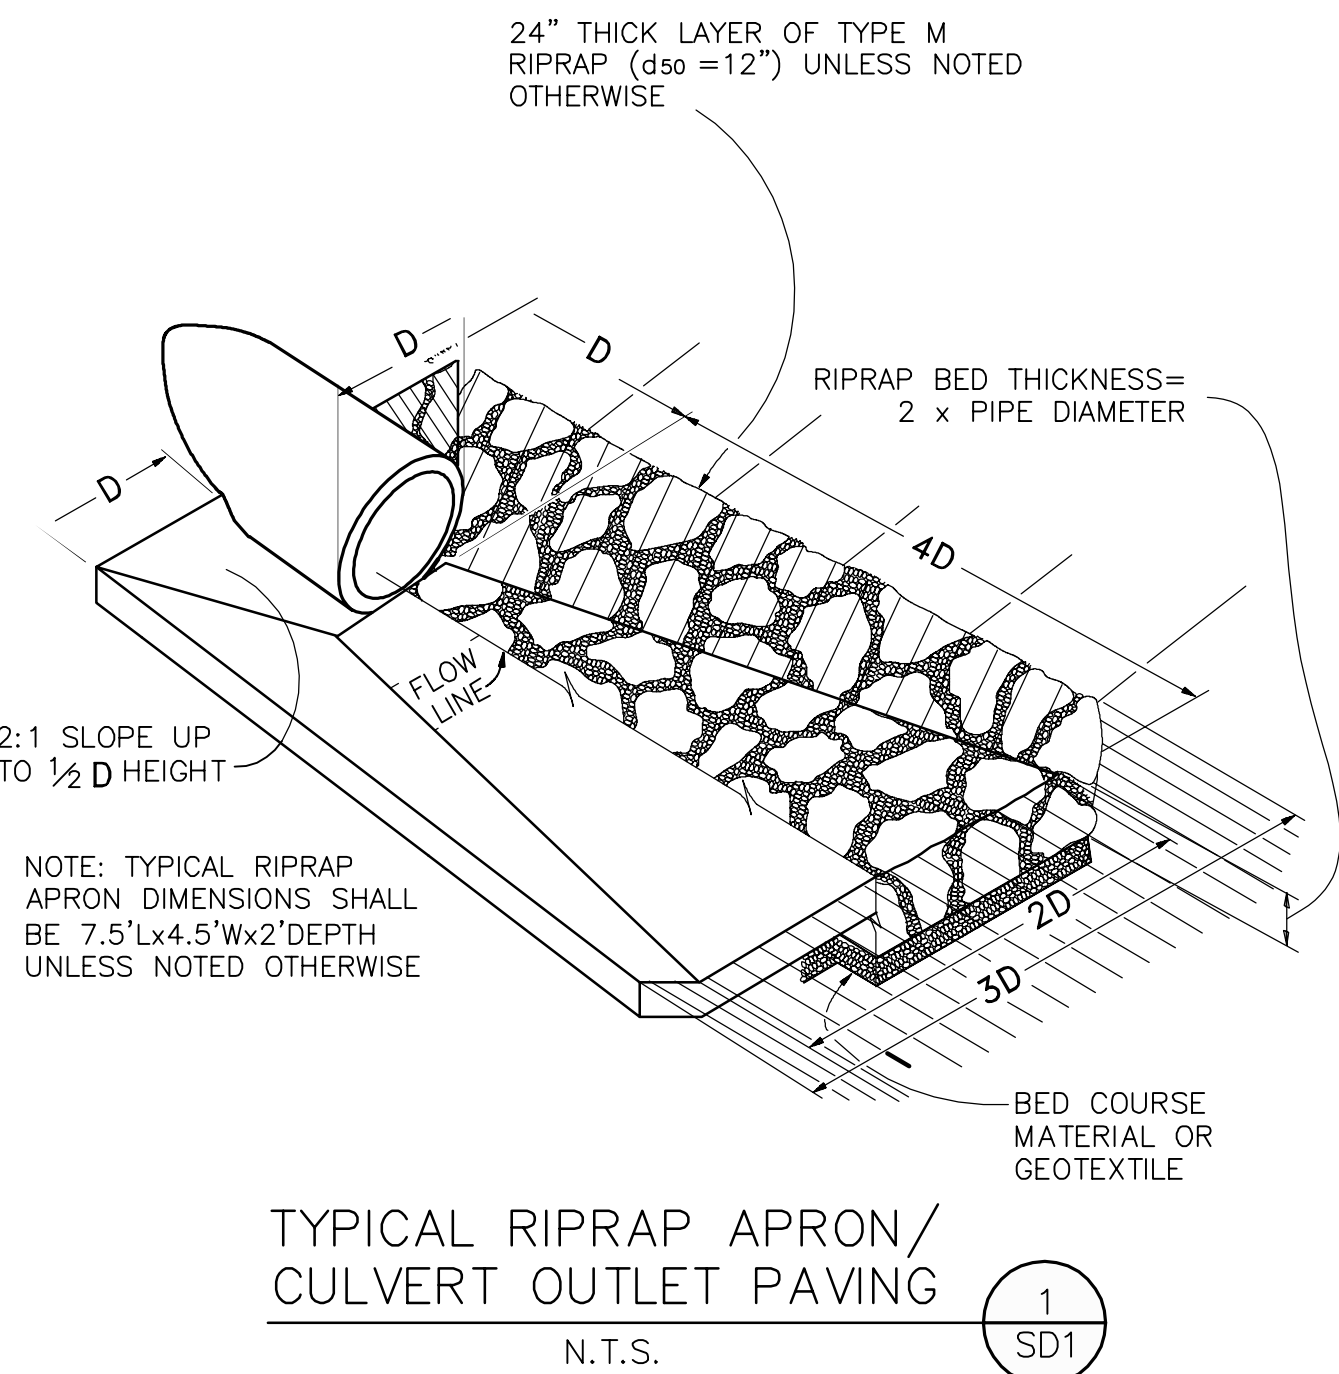 24” THICK LAYER OF TYPE M
RIPRAP (d50 =12”) UNLESS NOTED
OTHERWISE
D
D
RIPRAP BED THICKNESS=
2 x PIPE DIAMETER
D
4D
FLOW
LINE
2:1 SLOPE UP
TO ½ D HEIGHT
NOTE: TYPICAL RIPRAP
APRON DIMENSIONS SHALL
BE 7.5’Lx4.5’Wx2’DEPTH
UNLESS NOTED OTHERWISE
2D
3D
BED COURSE
MATERIAL OR
GEOTEXTILE
TYPICAL RIPRAP APRON/
CULVERT OUTLET PAVING
N.T.S.
1
SD1